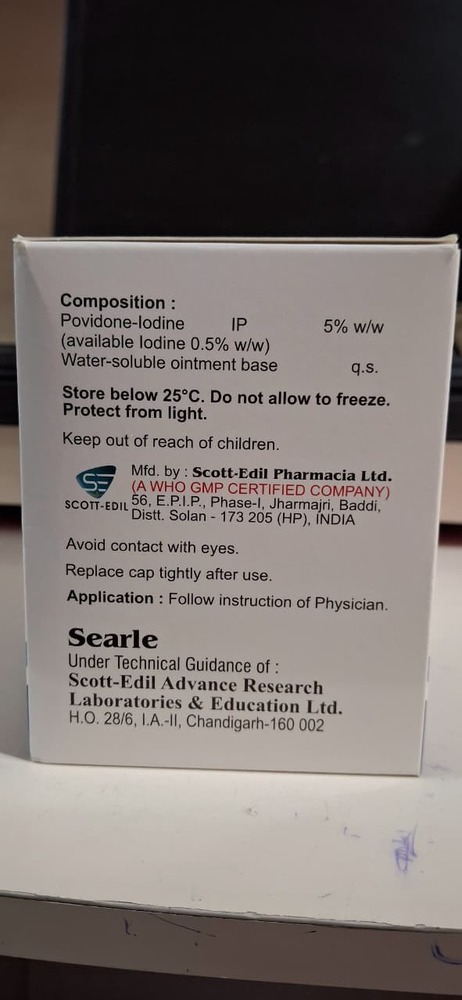 Composition :
Povidone-Iodine IP 5% w/w
(available Iodine 0.5% w/w)
Water-soluble ointment base q.s.
Store below 25°C. Do not allow to freeze.
Protect from light.
Keep out of reach of children.
Mfd. by : Scott-Edil Pharmacia Ltd.
(A WHO GMP CERTIFIED COMPANY)
56, E.P.I.P., Phase-I, Jharmajri, Baddi,
Distt. Solan - 173 205 (HP), INDIA
SE
SCOTT-EDIL
Avoid contact with eyes.
Replace cap tightly after use.
Application : Follow instruction of Physician.
Searle
Under Technical Guidance of :
Scott-Edil Advance Research
Laboratories & Education Ltd.
H.O. 28/6, I.A.-II, Chandigarh-160 002